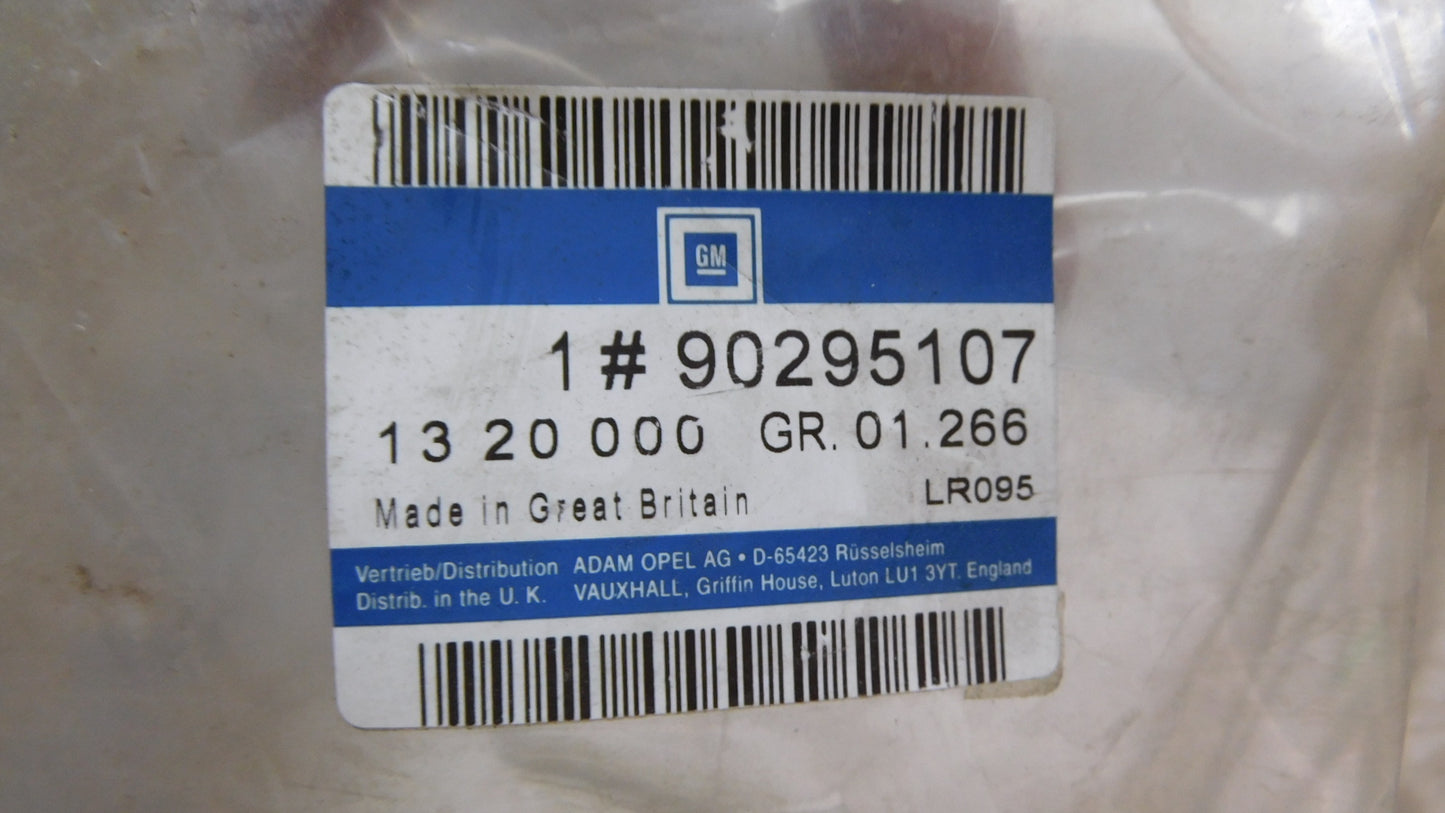 GM
1 # 90295107
13 20 000 GR. 01.266
Made in Great Britain LR095
Vertrieb/Distribution ADAM OPEL AG • D-65423 Rüsselsheim
Distrib. in the U. K. VAUXHALL, Griffin House, Luton LU1 3YT. England